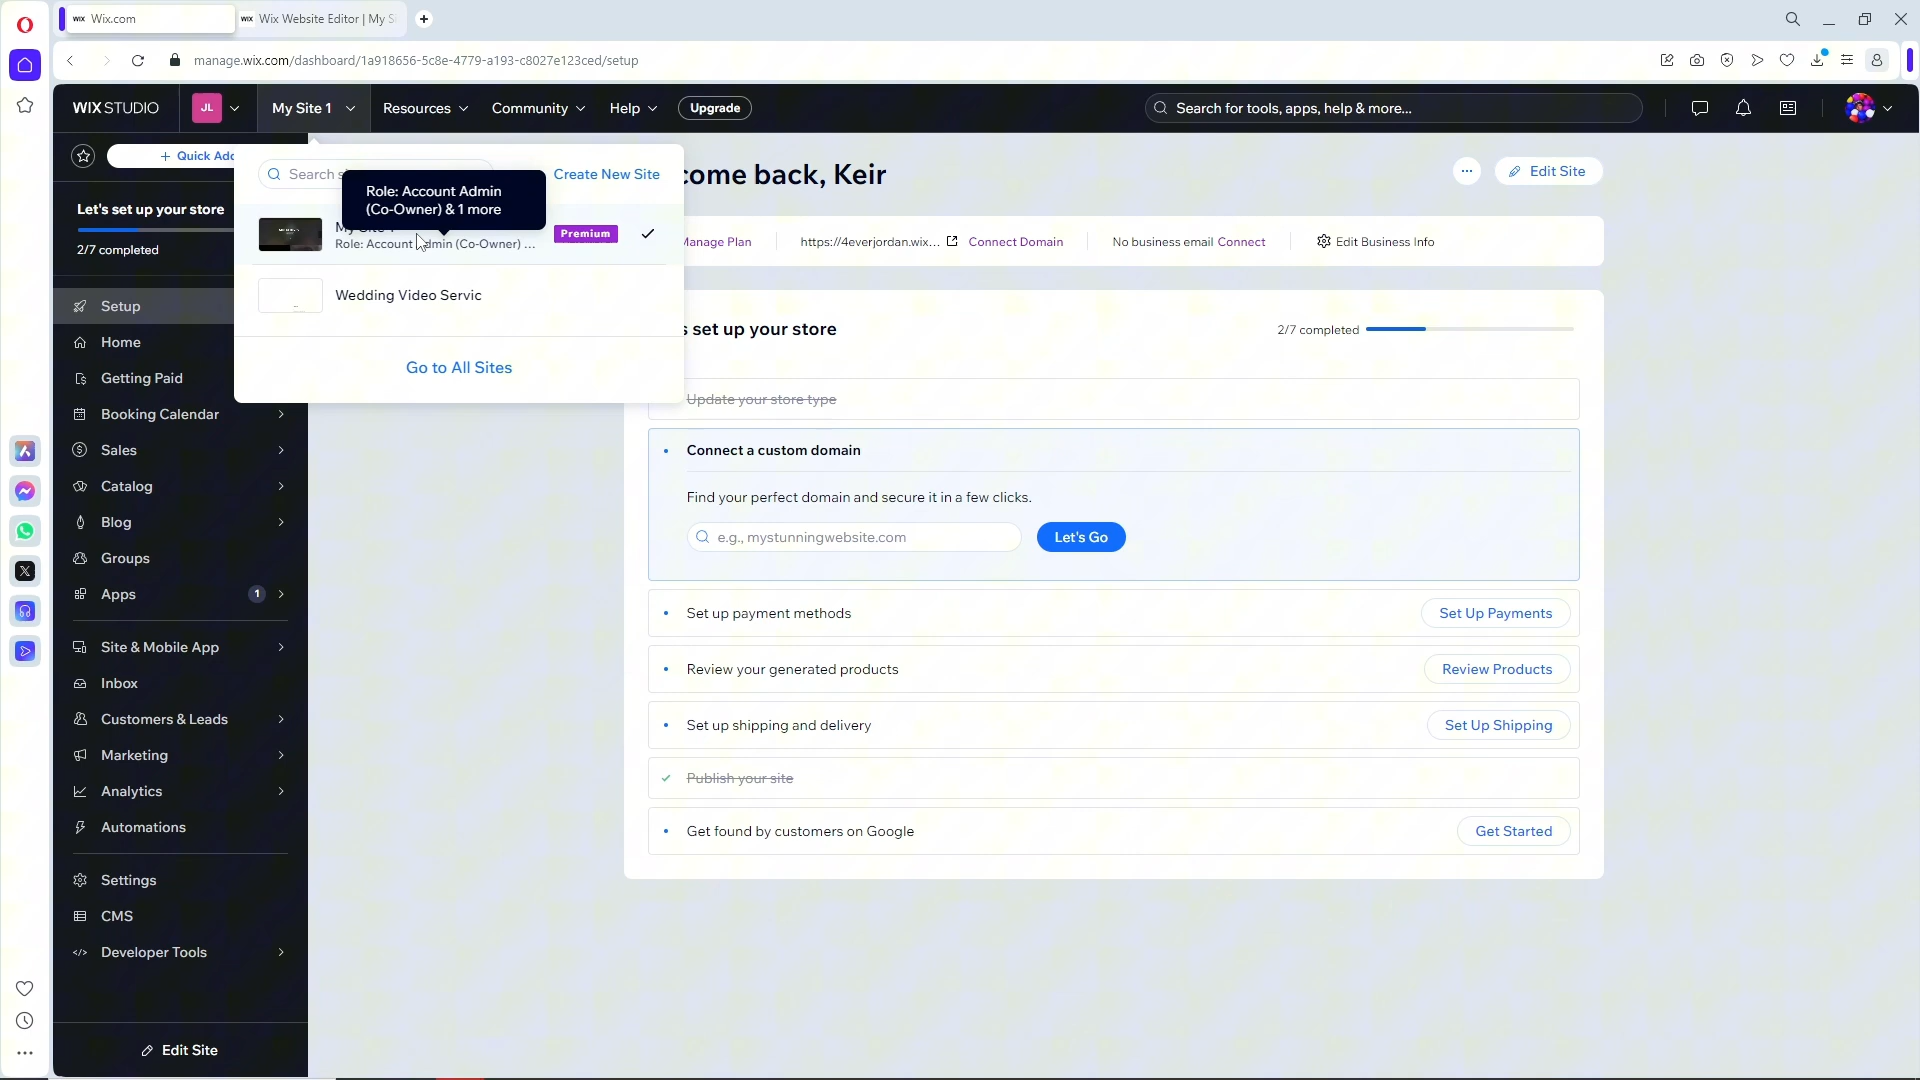 WIX Wix.com
WIX Wix Website Editor | My Si
manage.wix.com/dashboard/1a918656-5c8e-4779-a193-c8027e123ced/setup
WIX STUDIO
JL
My Site 1
Resources
Community
Help
Upgrade
Search for tools, apps, help & more...
+ Quick Add
Let's set up your store
2/7 completed
Setup
Home
Getting Paid
Booking Calendar
Sales
Catalog
Blog
Groups
Apps 1
Site & Mobile App
Inbox
Customers & Leads
Marketing
Analytics
Automations
Settings
CMS
Developer Tools
Edit Site
Search
Create New Site
Role: Account Admin
(Co-Owner) & 1 more
My Site 1
Role: Account Admin (Co-Owner) ...
Premium
Wedding Video Servic
Go to All Sites
come back, Keir
... Edit Site
Manage Plan
https://4everjordan.wix... Connect Domain
No business email Connect
Edit Business Info
s set up your store
2/7 completed
Update your store type
Connect a custom domain
Find your perfect domain and secure it in a few clicks.
e.g., mystunningwebsite.com
Let's Go
Set up payment methods
Set Up Payments
Review your generated products
Review Products
Set up shipping and delivery
Set Up Shipping
Publish your site
Get found by customers on Google
Get Started